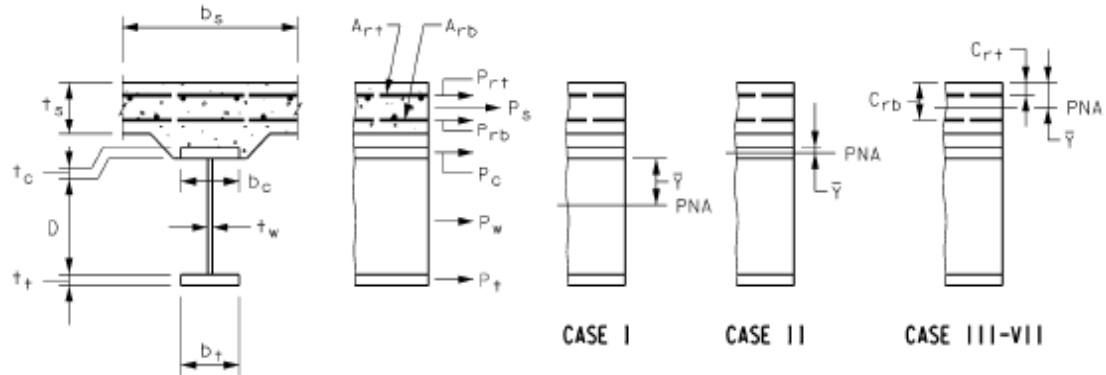 b_s
A_rt
A_rb
C_rt
P_rt
t_s
P_s
C_rb
PNA
P_rb
Ȳ
t_c
b_c
P_c
Ȳ
PNA
Ȳ
PNA
D
t_w
P_w
t_t
P_t
b_t
CASE I
CASE II
CASE III-VII